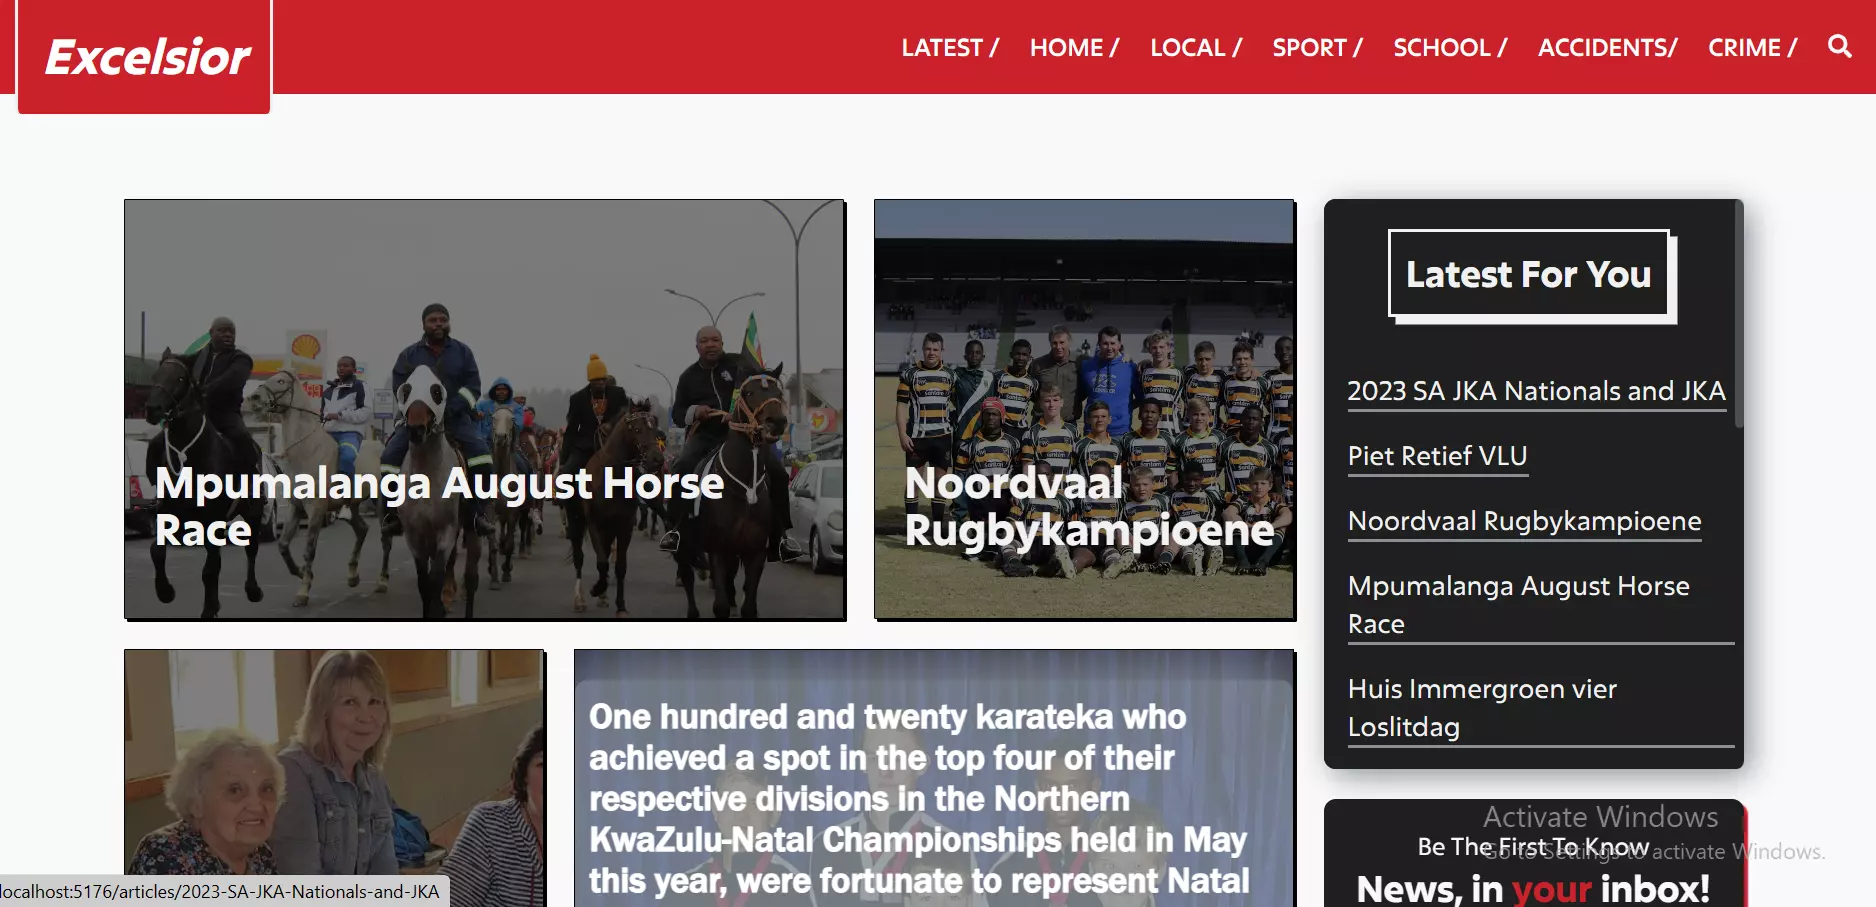 Excelsior
LATEST /
HOME /
LOCAL /
SPORT /
SCHOOL /
ACCIDENTS/
CRIME /
Mpumalanga August Horse
Race
Noordvaal
Rugbykampioene
Latest For You
2023 SA JKA Nationals and JKA
Piet Retief VLU
Noordvaal Rugbykampioene
Mpumalanga August Horse
Race
Huis Immergroen vier
Loslitdag
One hundred and twenty karateka who
achieved a spot in the top four of their
respective divisions in the Northern
KwaZulu-Natal Championships held in May
this year, were fortunate to represent Natal
Be The First To Know
News, in your inbox!
Activate Windows
Go to Settings to activate Windows.
localhost:5176/articles/2023-SA-JKA-Nationals-and-JKA